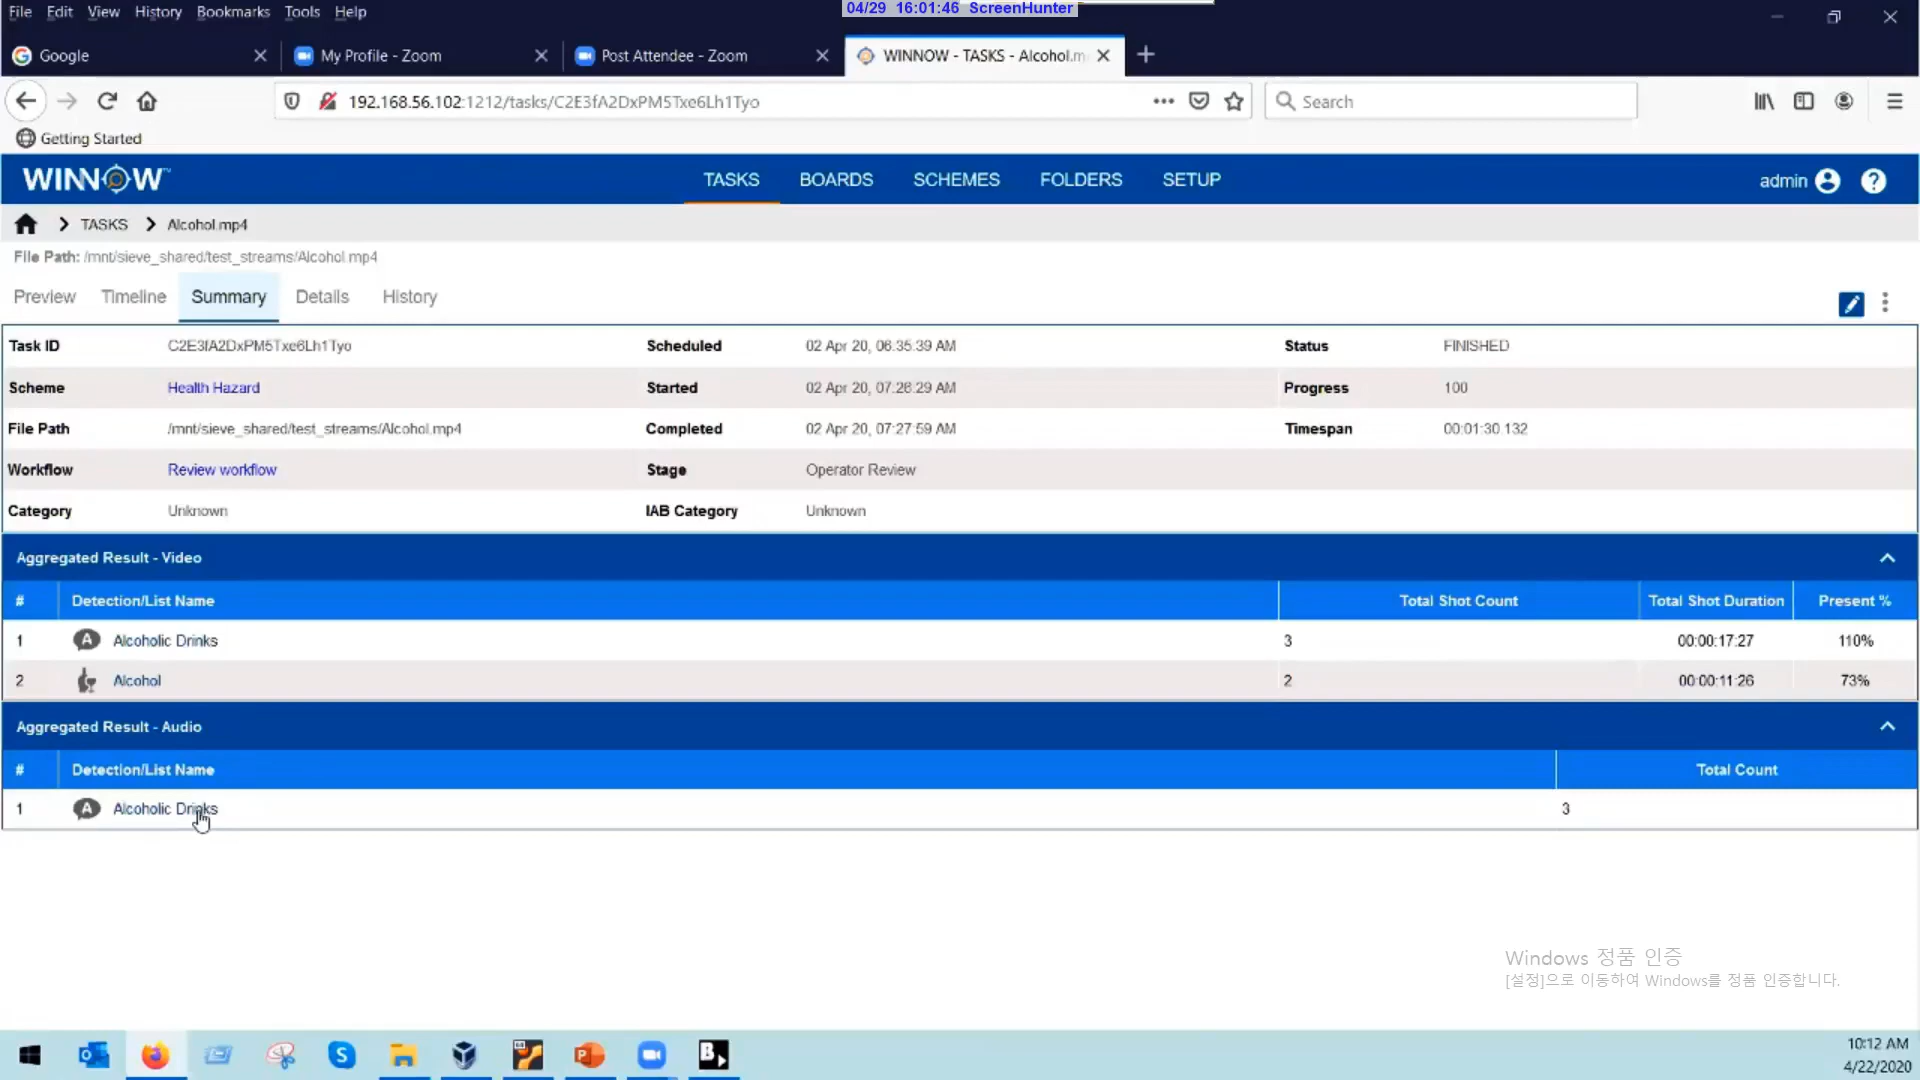 04/29 16:01:46 ScreenHunter
File Edit View History Bookmarks Tools Help
Google
My Profile - Zoom
Post Attendee - Zoom
WINNOW - TASKS - Alcohol.m
192.168.56.102:1212/tasks/C2E3fA2DxPM5Txe6Lh1Tyo
Search
Getting Started
WINNOW
TASKS BOARDS SCHEMES FOLDERS SETUP
admin
TASKS Alcohol.mp4
File Path: /mnt/sieve_shared/test_streams/Alcohol.mp4
Preview Timeline Summary Details History
Task ID C2E3fA2DxPM5Txe6Lh1Tyo Scheduled 02 Apr 20, 06:35:39 AM Status FINISHED
Scheme Health Hazard Started 02 Apr 20, 07:26:29 AM Progress 100
File Path /mnt/sieve_shared/test_streams/Alcohol.mp4 Completed 02 Apr 20, 07:27:59 AM Timespan 00:01:30.132
Workflow Review workflow Stage Operator Review
Category Unknown IAB Category Unknown
Aggregated Result - Video
# Detection/List Name Total Shot Count Total Shot Duration Present %
1 A Alcoholic Drinks 3 00:00:17:27 110%
2 Alcohol 2 00:00:11:26 73%
Aggregated Result - Audio
# Detection/List Name Total Count
1 A Alcoholic Drinks 3
Windows 정품 인증
[설정]으로 이동하여 Windows를 정품 인증합니다.
10:12 AM
4/22/2020